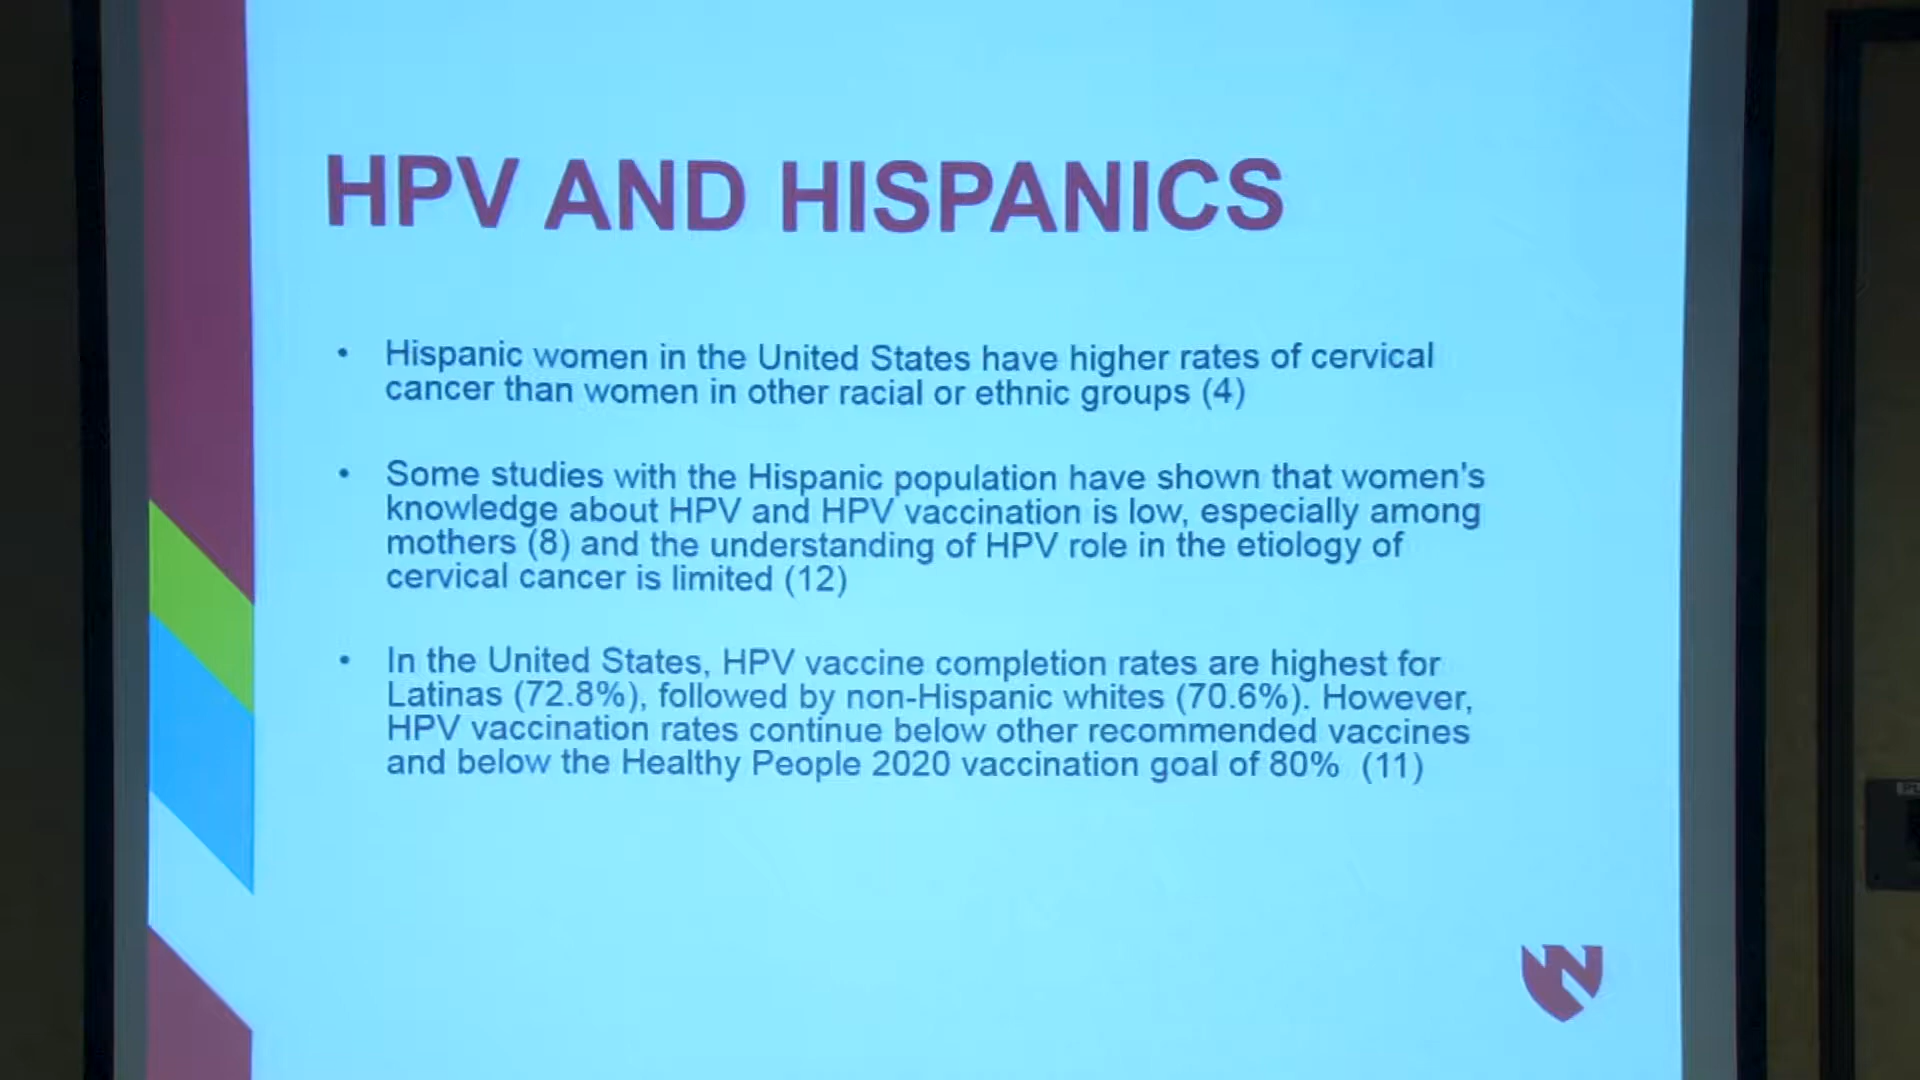 HPV AND HISPANICS
• Hispanic women in the United States have higher rates of cervical
cancer than women in other racial or ethnic groups (4)
• Some studies with the Hispanic population have shown that women's
knowledge about HPV and HPV vaccination is low, especially among
mothers (8) and the understanding of HPV role in the etiology of
cervical cancer is limited (12)
• In the United States, HPV vaccine completion rates are highest for
Latinas (72.8%), followed by non-Hispanic whites (70.6%). However,
HPV vaccination rates continue below other recommended vaccines
and below the Healthy People 2020 vaccination goal of 80% (11)
N